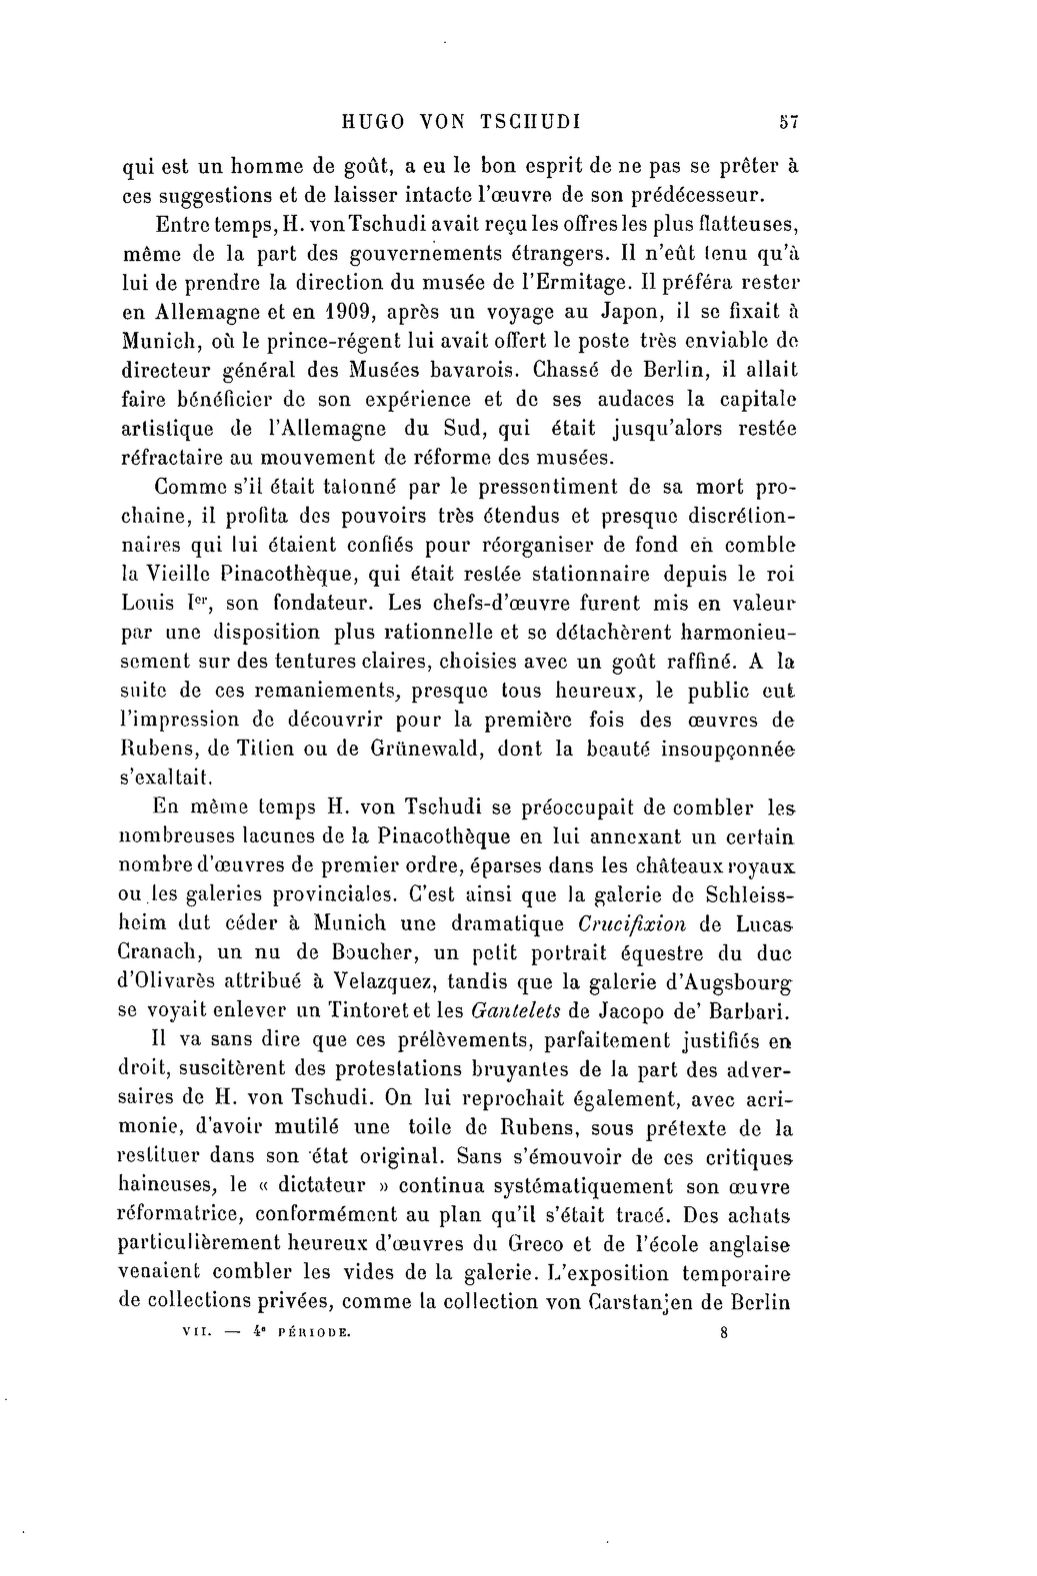 HUGO VON TSCHUDI 57
qui est un homme de goût, a eu le bon esprit de ne pas se prêter à
ces suggestions et de laisser intacte l'œuvre de son prédécesseur.
Entre temps, H. von Tschudi avait reçu les offres les plus flatteuses,
même de la part des gouvernements étrangers. Il n'eût tenu qu'à
lui de prendre la direction du musée de l'Ermitage. Il préféra rester
en Allemagne et en 1909, après un voyage au Japon, il se fixait à
Munich, où le prince-régent lui avait offert le poste très enviable de
directeur général des Musées bavarois. Chassé de Berlin, il allait
faire bénéficier de son expérience et de ses audaces la capitale
artistique de l'Allemagne du Sud, qui était jusqu'alors restée
réfractaire au mouvement de réforme des musées.
Comme s'il était talonné par le pressentiment de sa mort pro-
chaine, il profita des pouvoirs très étendus et presque discrétion-
naires qui lui étaient confiés pour réorganiser de fond en comble
la Vieille Pinacothèque, qui était restée stationnaire depuis le roi
Louis Ier, son fondateur. Les chefs-d'œuvre furent mis en valeur
par une disposition plus rationnelle et se détachèrent harmonieu-
sement sur des tentures claires, choisies avec un goût raffiné. A la
suite de ces remaniements, presque tous heureux, le public eut
l'impression de découvrir pour la première fois des œuvres de
Rubens, de Titien ou de Grünewald, dont la beauté insoupçonnée
s'exaltait.
En même temps H. von Tschudi se préoccupait de combler les
nombreuses lacunes de la Pinacothèque en lui annexant un certain
nombre d'œuvres de premier ordre, éparses dans les châteaux royaux
ou les galeries provinciales. C'est ainsi que la galerie de Schleiss-
heim dut céder à Munich une dramatique Crucifixion de Lucas
Cranach, un nu de Boucher, un petit portrait équestre du duc
d'Olivarès attribué à Velazquez, tandis que la galerie d'Augsbourg
se voyait enlever un Tintoret et les Gantelets de Jacopo de' Barbari.
Il va sans dire que ces prélèvements, parfaitement justifiés en
droit, suscitèrent des protestations bruyantes de la part des adver-
saires de H. von Tschudi. On lui reprochait également, avec acri-
monie, d'avoir mutilé une toile de Rubens, sous prétexte de la
restituer dans son état original. Sans s'émouvoir de ces critiques
haineuses, le « dictateur » continua systématiquement son œuvre
réformatrice, conformément au plan qu'il s'était tracé. Des achats
particulièrement heureux d'œuvres du Greco et de l'école anglaise
venaient combler les vides de la galerie. L'exposition temporaire
de collections privées, comme la collection von Carstanjen de Berlin
VII. — 4e PÉRIODE. 8